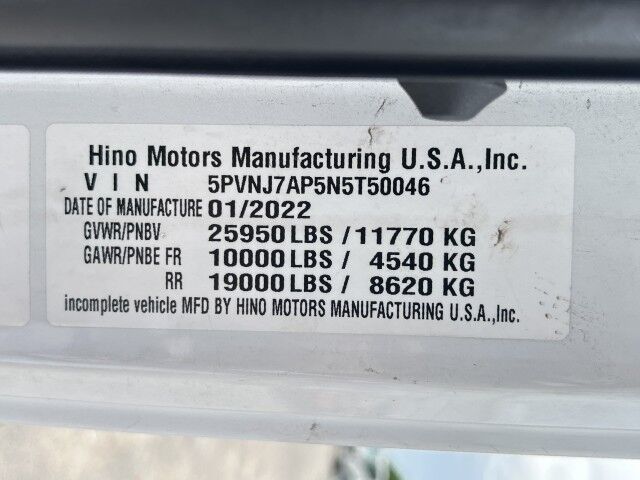 Hino Motors Manufacturing U.S.A.,Inc.
VIN 5PVNJ7AP5N5T50046
DATE OF MANUFACTURE 01/2022
GVWR/PNBV 25950 LBS / 11770 KG
GAWR/PNBE FR 10000 LBS / 4540 KG
RR 19000 LBS / 8620 KG
incomplete vehicle MFD BY HINO MOTORS MANUFACTURING U.S.A.,Inc.